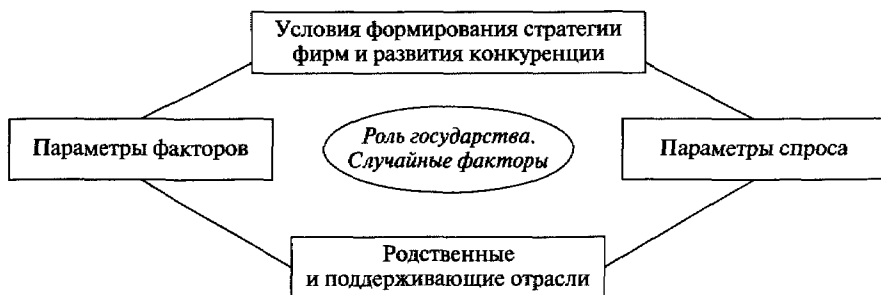 Условия формирования стратегии
фирм и развития конкуренции
Параметры факторов
Роль государства.
Случайные факторы
Параметры спроса
Родственные
и поддерживающие отрасли